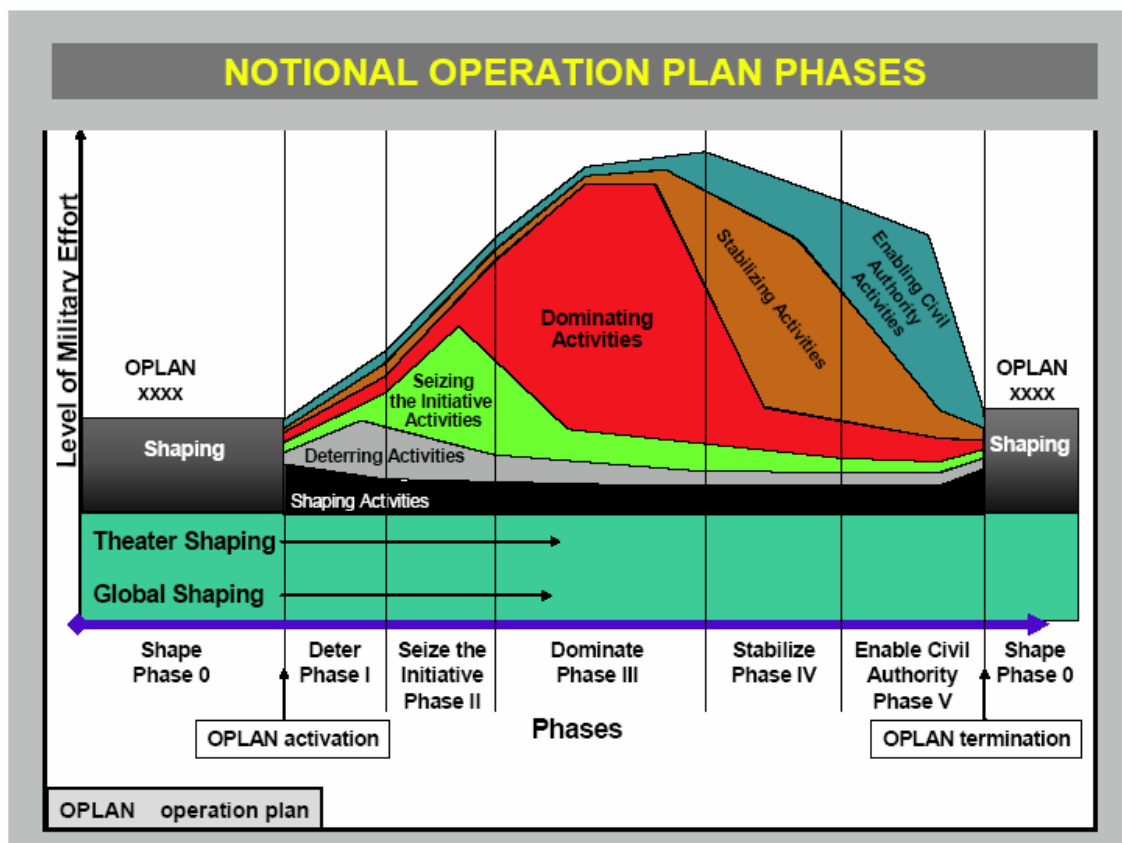 NOTIONAL OPERATION PLAN PHASES
Level of Military Effort
OPLAN
xxxx
Shaping
Enabling Civil
Authority
Activities
Stabilizing Activities
Dominating
Activities
Seizing
the Initiative
Activities
Deterring Activities
Shaping Activities
OPLAN
xxxx
Shaping
Theater Shaping
Global Shaping
Shape
Phase 0
Deter
Phase I
Seize the
Initiative
Phase II
Dominate
Phase III
Stabilize
Phase IV
Enable Civil
Authority
Phase V
Shape
Phase 0
OPLAN activation
Phases
OPLAN termination
OPLAN operation plan